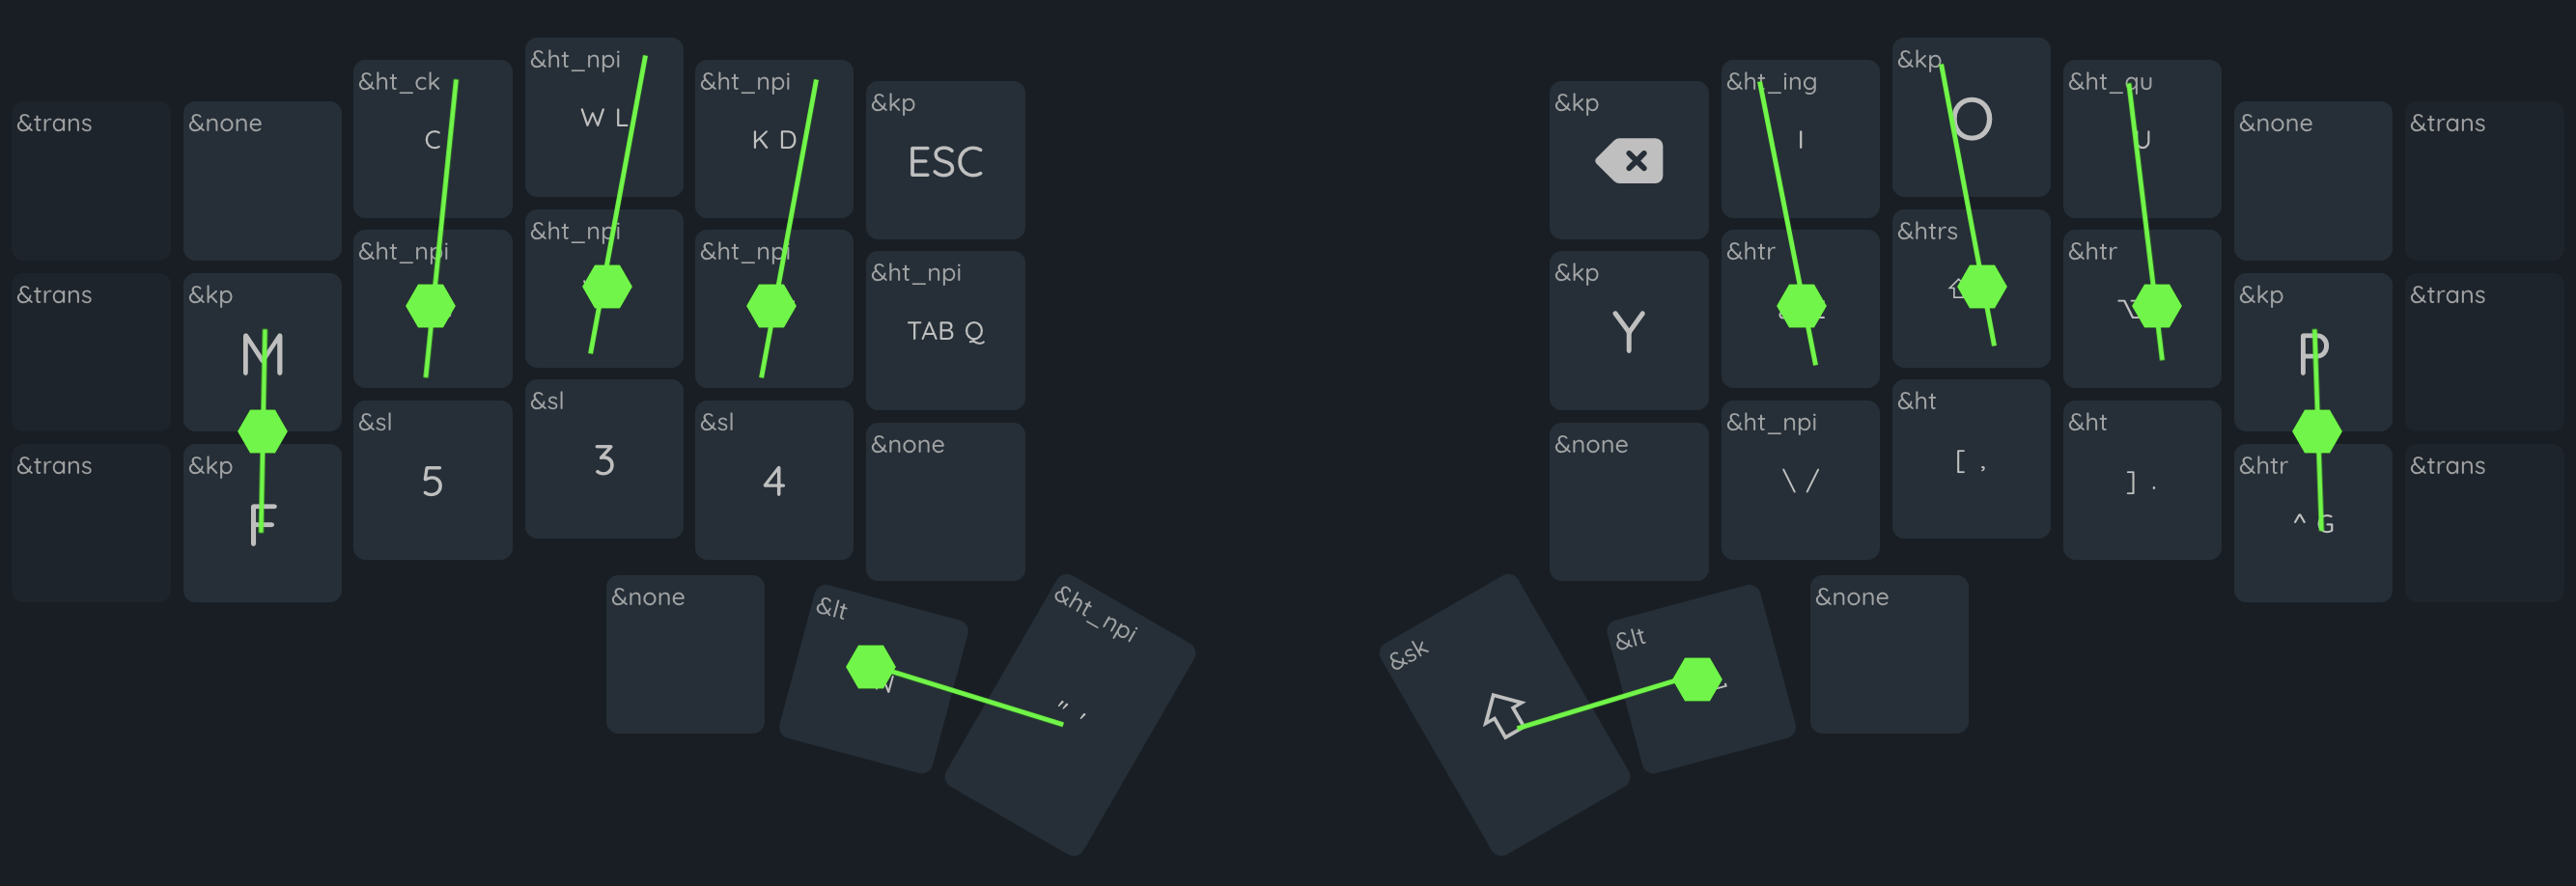 &trans
&none
&ht_ck
C
&ht_npi
W L
&ht_npi
K D
&kp
ESC
&kp
&ht_ing
I
&kp
O
&ht_qu
U
&none
&trans
&trans
&kp
M
&ht_npi
&ht_npi
&ht_npi
&ht_npi
TAB Q
&kp
Y
&htr
&htrs
&htr
&kp
P
&trans
&trans
&kp
F
&sl
5
&sl
3
&sl
4
&none
&none
&ht_npi
\ /
&ht
[ ,
&ht
] .
&htr
^ G
&trans
&none
&lt
&ht_npi
" '
&sk
&lt
&none